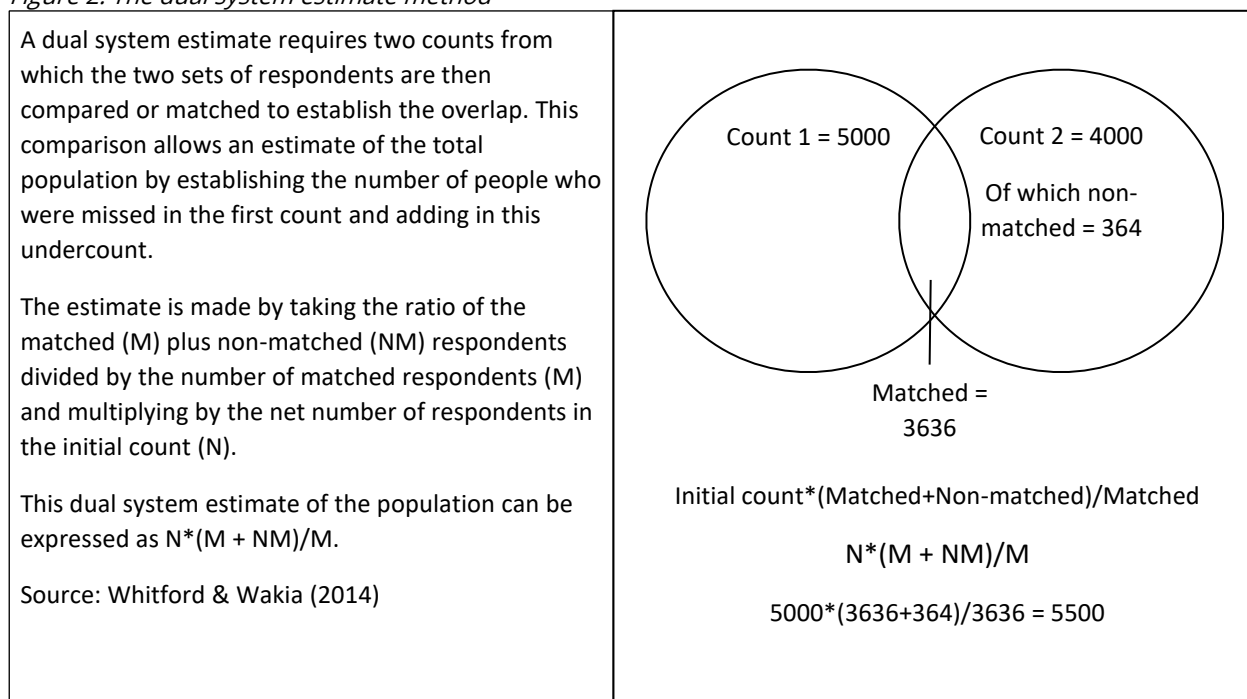 Figure 2. The dual system estimate method
A dual system estimate requires two counts from
which the two sets of respondents are then
compared or matched to establish the overlap. This
comparison allows an estimate of the total
population by establishing the number of people who
were missed in the first count and adding in this
undercount.
The estimate is made by taking the ratio of the
matched (M) plus non-matched (NM) respondents
divided by the number of matched respondents (M)
and multiplying by the net number of respondents in
the initial count (N).
This dual system estimate of the population can be
expressed as N*(M + NM)/M.
Source: Whitford & Wakia (2014)
Count 1 = 5000
Count 2 = 4000
Of which non-
matched = 364
Matched =
3636
Initial count*(Matched+Non-matched)/Matched
N*(M + NM)/M
5000*(3636+364)/3636 = 5500